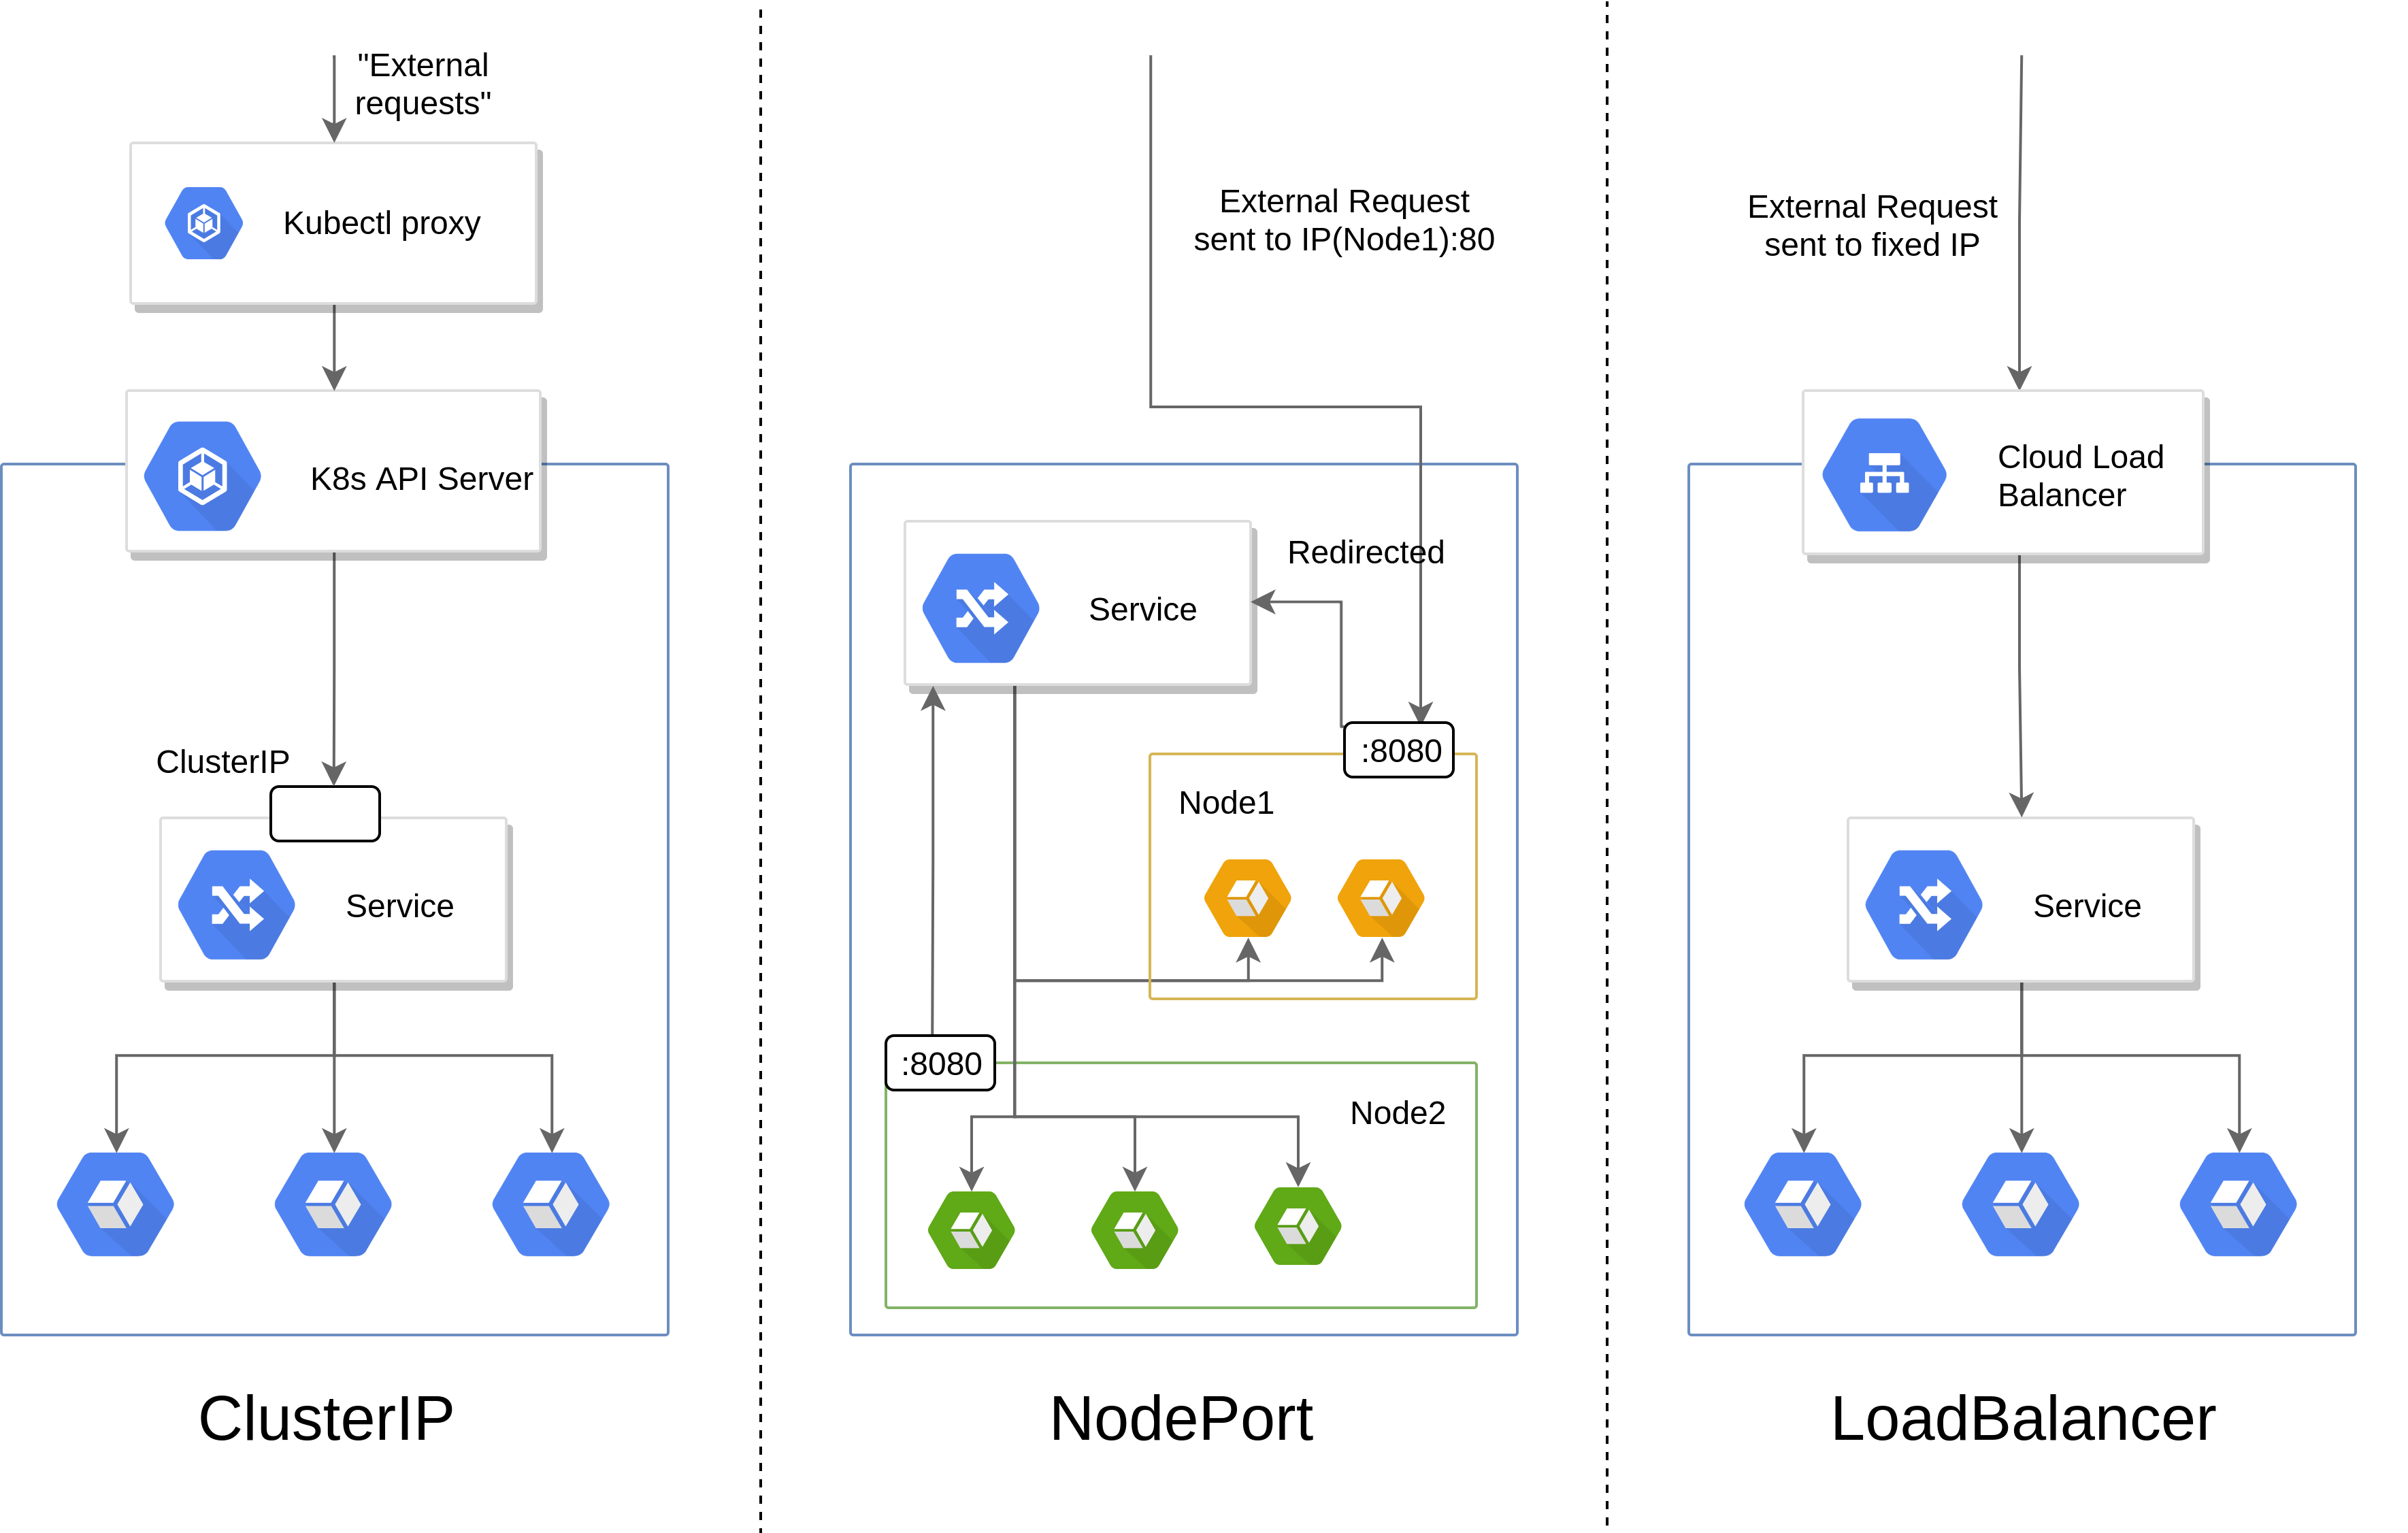 "External
requests"
Kubectl proxy
K8s API Server
ClusterIP
Service
ClusterIP
External Request
sent to IP(Node1):80
Redirected
Service
:8080
Node1
:8080
Node2
NodePort
External Request
sent to fixed IP
Cloud Load
Balancer
Service
LoadBalancer